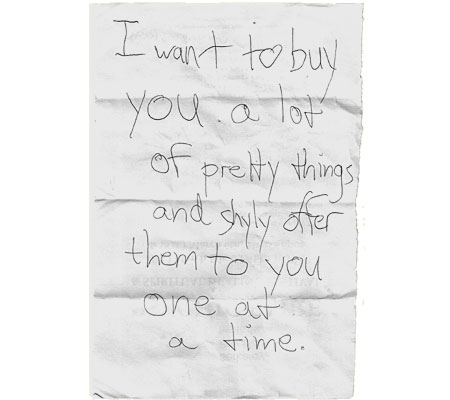 I want to buy
you a lot
of pretty things
and shyly offer
them to you
one at
a time.